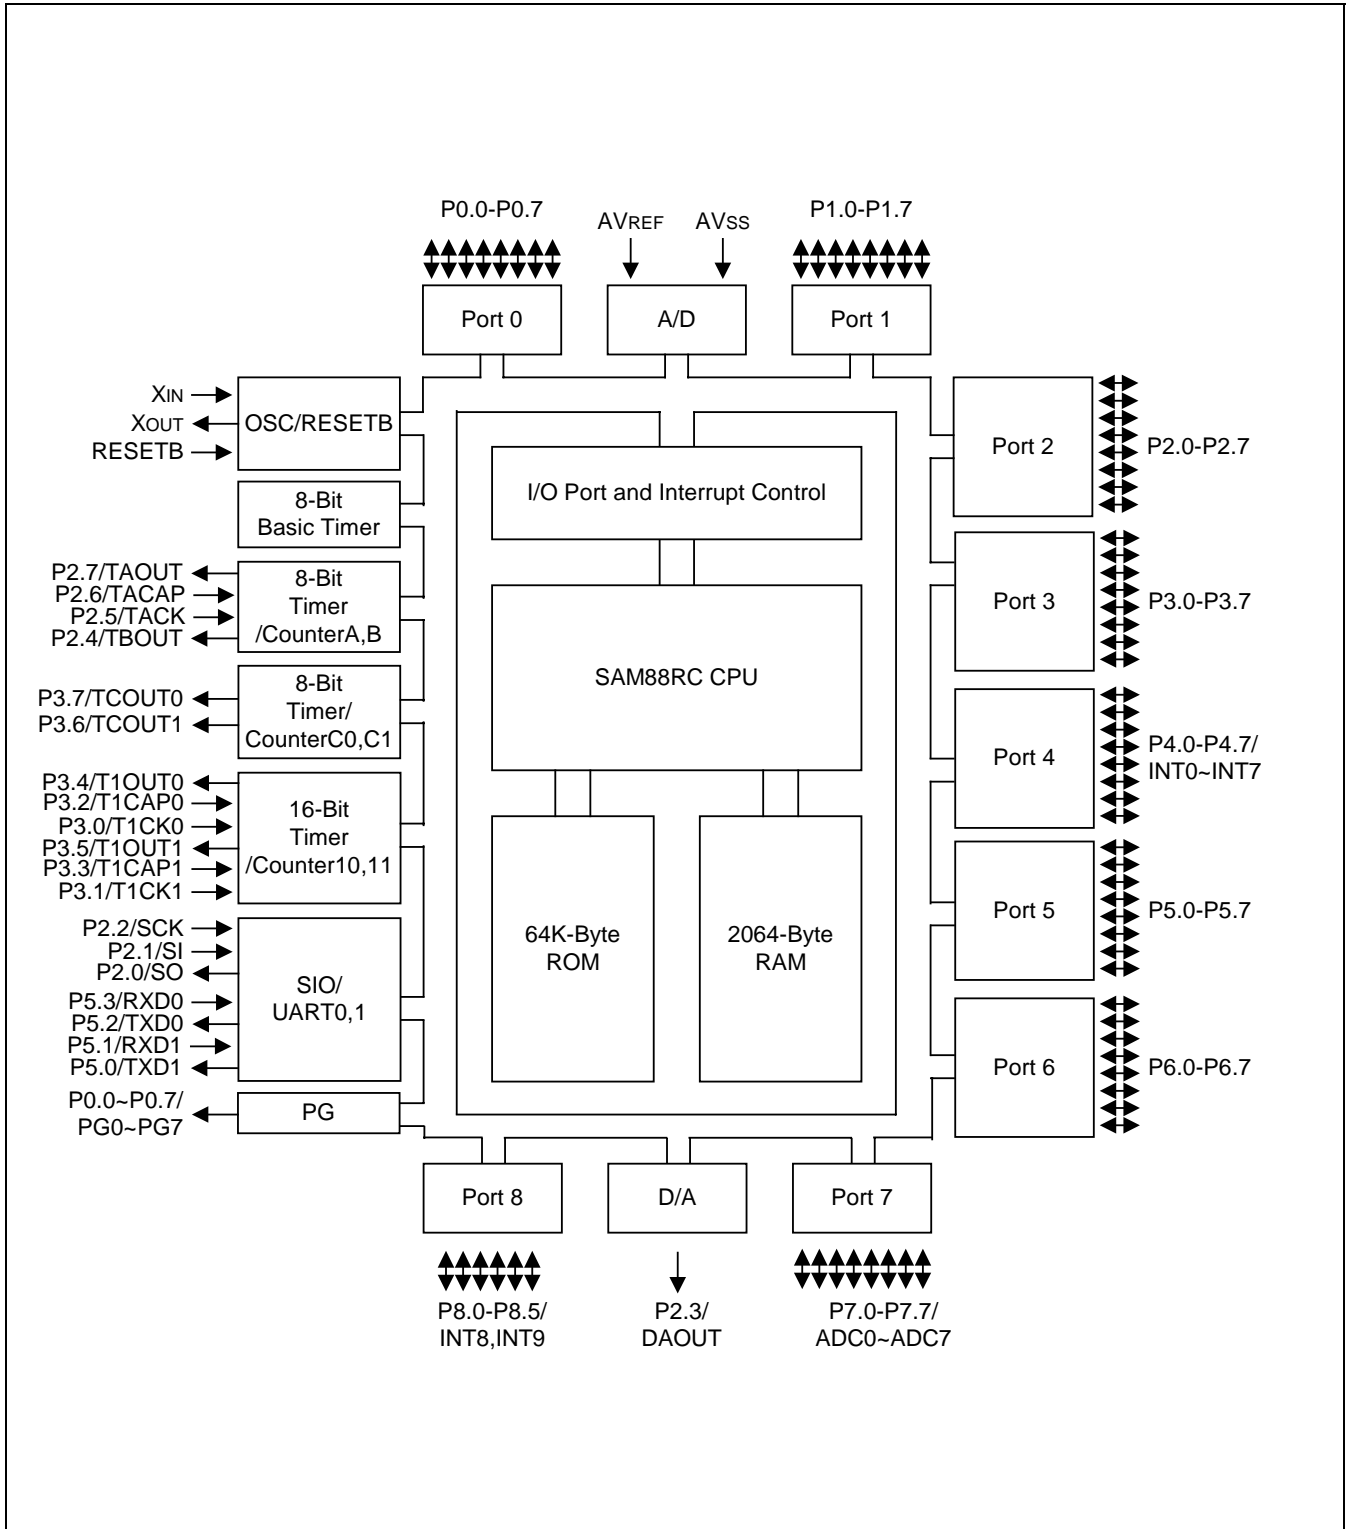 P0.0-P0.7
AVREF
AVSS
P1.0-P1.7
Port 0
A/D
Port 1
XIN
XOUT
RESETB
OSC/RESETB
Port 2
P2.0-P2.7
I/O Port and Interrupt Control
8-Bit
Basic Timer
P2.7/TAOUT
P2.6/TACAP
P2.5/TACK
P2.4/TBOUT
8-Bit
Timer
/CounterA,B
Port 3
P3.0-P3.7
SAM88RC CPU
P3.7/TCOUT0
P3.6/TCOUT1
8-Bit
Timer/
CounterC0,C1
Port 4
P4.0-P4.7/
INT0~INT7
P3.4/T1OUT0
P3.2/T1CAP0
P3.0/T1CK0
P3.5/T1OUT1
P3.3/T1CAP1
P3.1/T1CK1
16-Bit
Timer
/Counter10,11
64K-Byte
ROM
2064-Byte
RAM
Port 5
P5.0-P5.7
P2.2/SCK
P2.1/SI
P2.0/SO
P5.3/RXD0
P5.2/TXD0
P5.1/RXD1
P5.0/TXD1
SIO/
UART0,1
Port 6
P6.0-P6.7
P0.0~P0.7/
PG0~PG7
PG
Port 8
D/A
Port 7
P8.0-P8.5/
INT8,INT9
P2.3/
DAOUT
P7.0-P7.7/
ADC0~ADC7